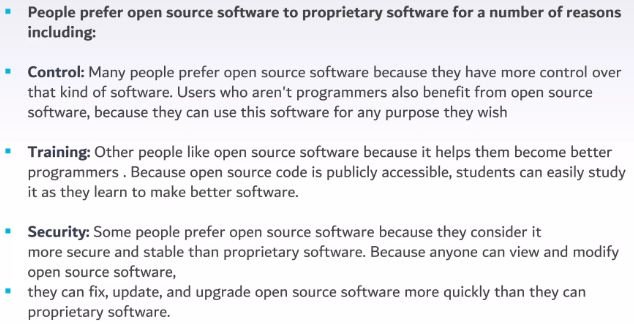 ▪ People prefer open source software to proprietary software for a number of reasons
including:
▪ Control: Many people prefer open source software because they have more control over
that kind of software. Users who aren't programmers also benefit from open source
software, because they can use this software for any purpose they wish
▪ Training: Other people like open source software because it helps them become better
programmers . Because open source code is publicly accessible, students can easily study
it as they learn to make better software.
▪ Security: Some people prefer open source software because they consider it
more secure and stable than proprietary software. Because anyone can view and modify
open source software,
▪ they can fix, update, and upgrade open source software more quickly than they can
proprietary software.